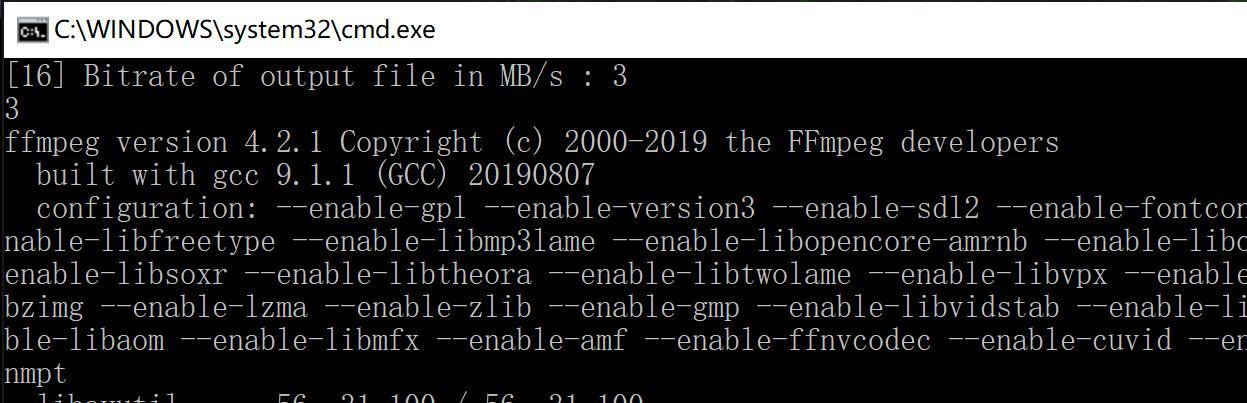 C:\WINDOWS\system32\cmd.exe
[16] Bitrate of output file in MB/s : 3
3
ffmpeg version 4.2.1 Copyright (c) 2000-2019 the FFmpeg developers
built with gcc 9.1.1 (GCC) 20190807
configuration: --enable-gpl --enable-version3 --enable-sdl2 --enable-fontcon
nable-libfreetype --enable-libmp3lame --enable-libopencore-amrnb --enable-libo
enable-libsoxr --enable-libtheora --enable-libtwolame --enable-libvpx --enable
bzimg --enable-lzma --enable-zlib --enable-gmp --enable-libvidstab --enable-li
ble-libaom --enable-libmfx --enable-amf --enable-ffnvcodec --enable-cuvid --en
nmpt